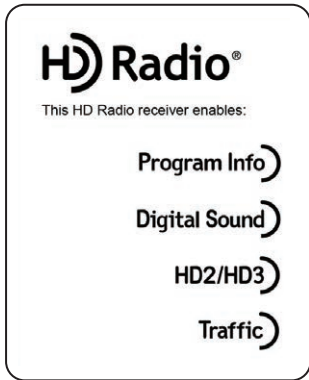 HD Radio®
This HD Radio receiver enables:
Program Info
Digital Sound
HD2/HD3
Traffic